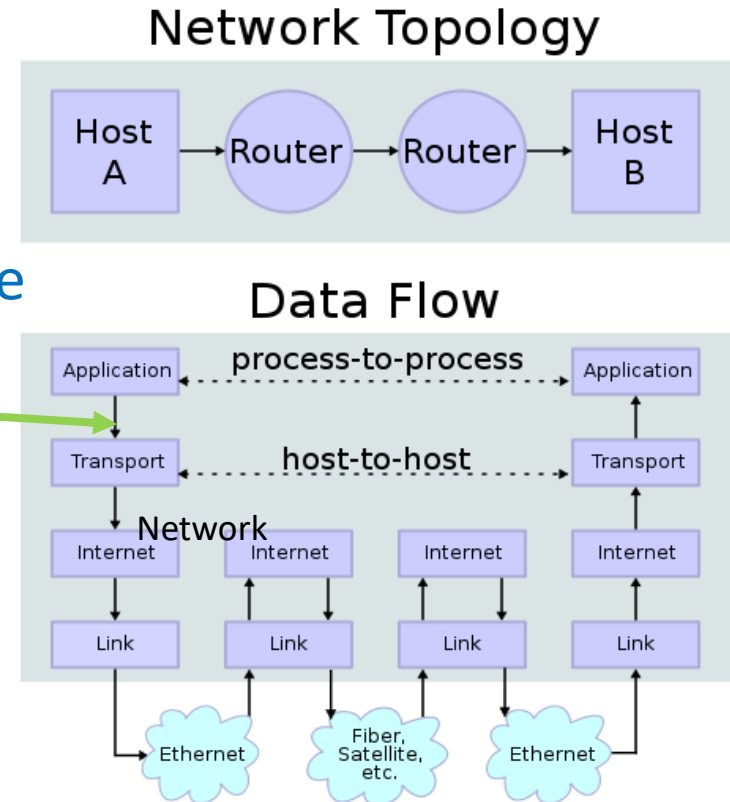 Network Topology
Host
A
Router
Router
Host
B
e
Data Flow
Application
process-to-process
Application
Transport
host-to-host
Transport
Network
Internet
Internet
Internet
Internet
Link
Link
Link
Link
Ethernet
Fiber,
Satellite,
etc.
Ethernet